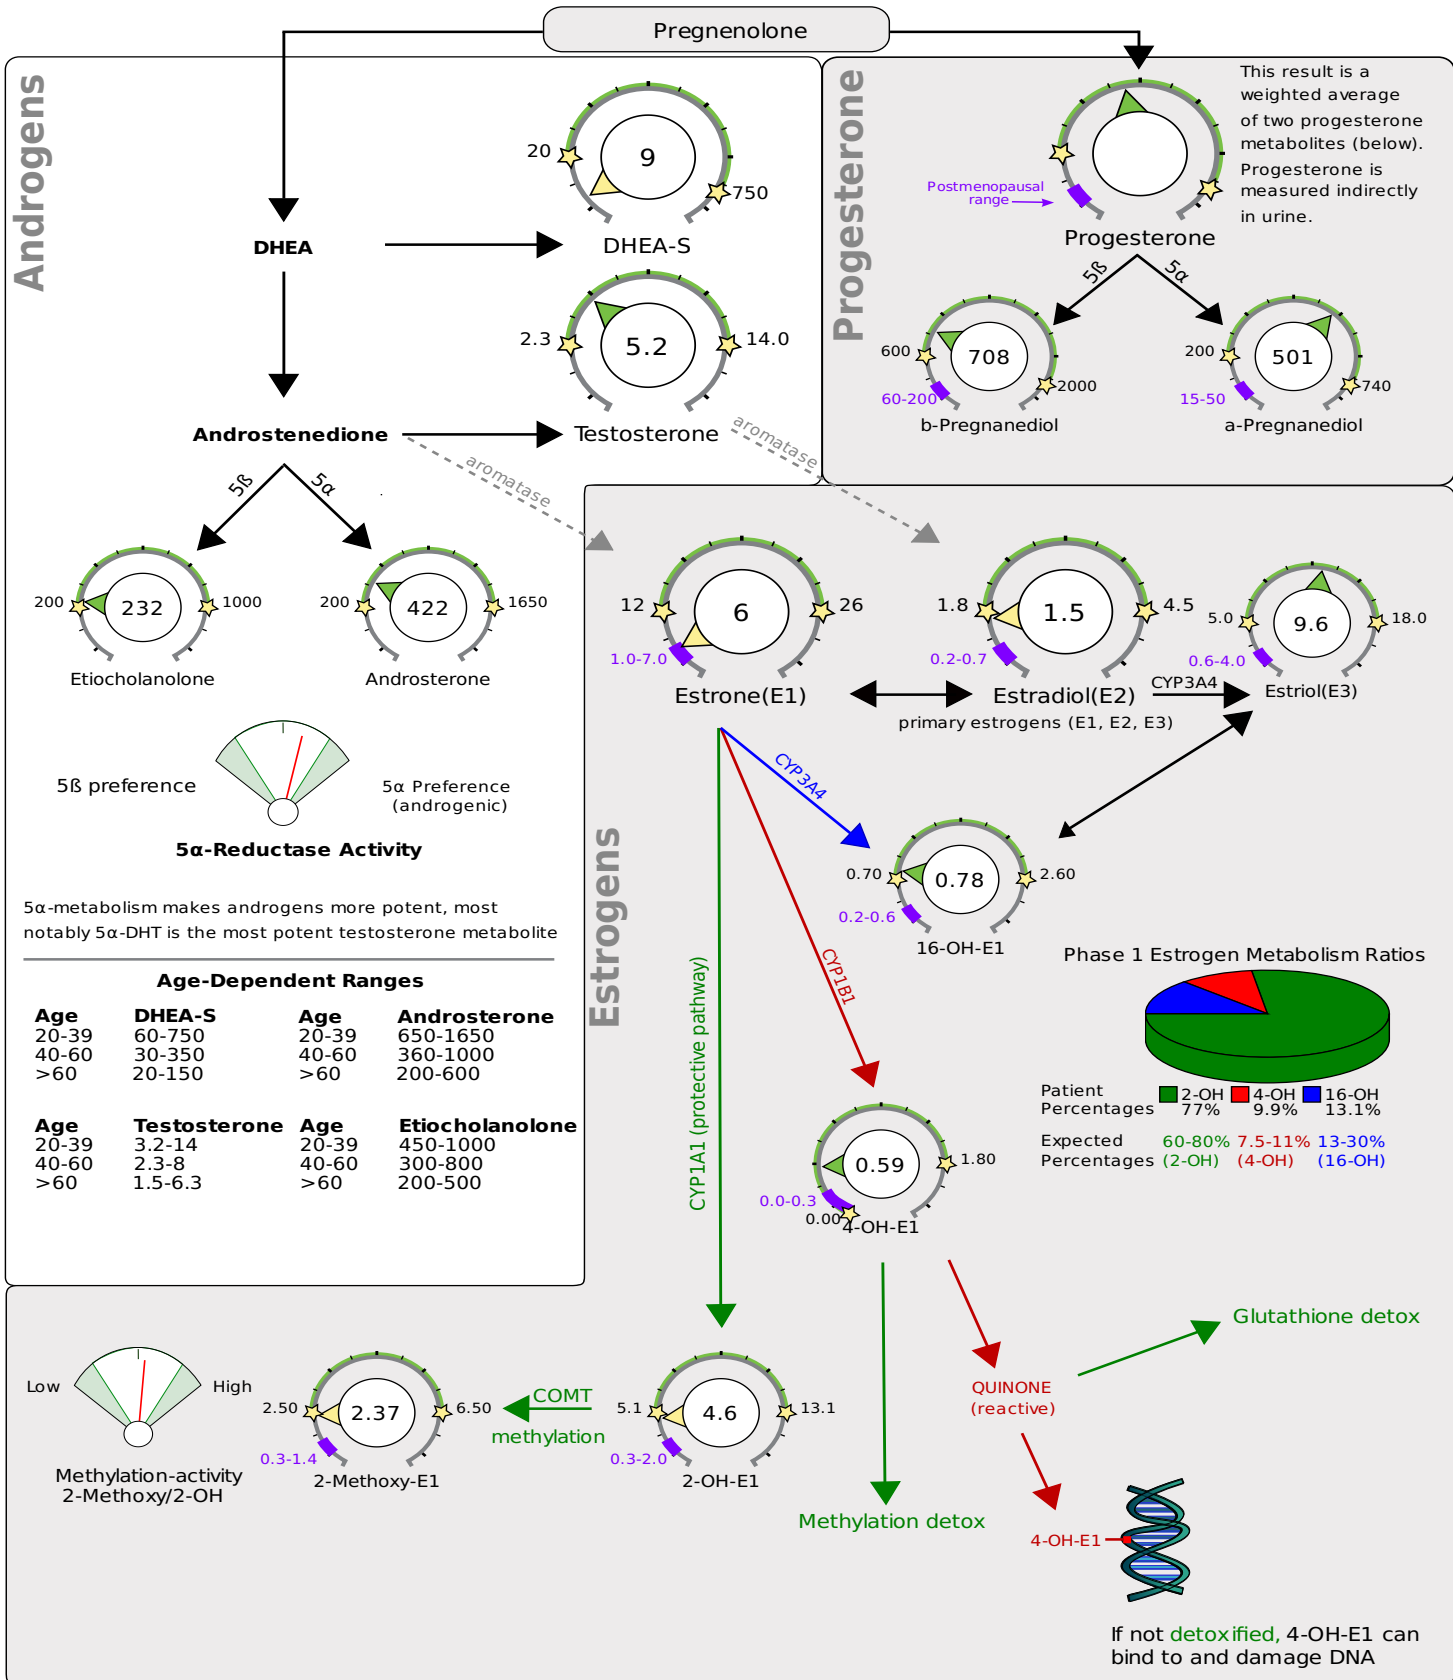 Pregnenolone
Androgens
20
9
750
DHEA-S
DHEA
2.3
5.2
14.0
Testosterone
Androstenedione
aromatase
aromatase
5ß
5α
200
232
1000
Etiocholanolone
200
422
1650
Androsterone
5ß preference
5α Preference
(androgenic)
5α-Reductase Activity
5α-metabolism makes androgens more potent, most
notably 5α-DHT is the most potent testosterone metabolite
Age-Dependent Ranges
Age DHEA-S Age Androsterone
20-39 60-750 20-39 650-1650
40-60 30-350 40-60 360-1000
>60 20-150 >60 200-600
Age Testosterone Age Etiocholanolone
20-39 3.2-14 20-39 450-1000
40-60 2.3-8 40-60 300-800
>60 1.5-6.3 >60 200-500
Progesterone
This result is a
weighted average
of two progesterone
metabolites (below).
Progesterone is
measured indirectly
in urine.
Postmenopausal
range
Progesterone
5ß
5α
600
708
2000
60-200
b-Pregnanediol
200
501
740
15-50
a-Pregnanediol
Estrogens
12
6
26
1.0-7.0
Estrone(E1)
1.8
1.5
4.5
0.2-0.7
Estradiol(E2)
CYP3A4
5.0
9.6
18.0
0.6-4.0
Estriol(E3)
primary estrogens (E1, E2, E3)
CYP3A4
0.70
0.78
2.60
0.2-0.6
16-OH-E1
CYP1B1
CYP1A1 (protective pathway)
Phase 1 Estrogen Metabolism Ratios
Patient
Percentages
2-OH 4-OH 16-OH
77% 9.9% 13.1%
Expected
Percentages
60-80% 7.5-11% 13-30%
(2-OH) (4-OH) (16-OH)
0.59
1.80
0.0-0.3
0.00
4-OH-E1
Low
High
Methylation-activity
2-Methoxy/2-OH
2.50
2.37
6.50
0.3-1.4
2-Methoxy-E1
COMT
methylation
5.1
4.6
13.1
0.3-2.0
2-OH-E1
Glutathione detox
QUINONE
(reactive)
Methylation detox
4-OH-E1
If not detoxified, 4-OH-E1 can
bind to and damage DNA